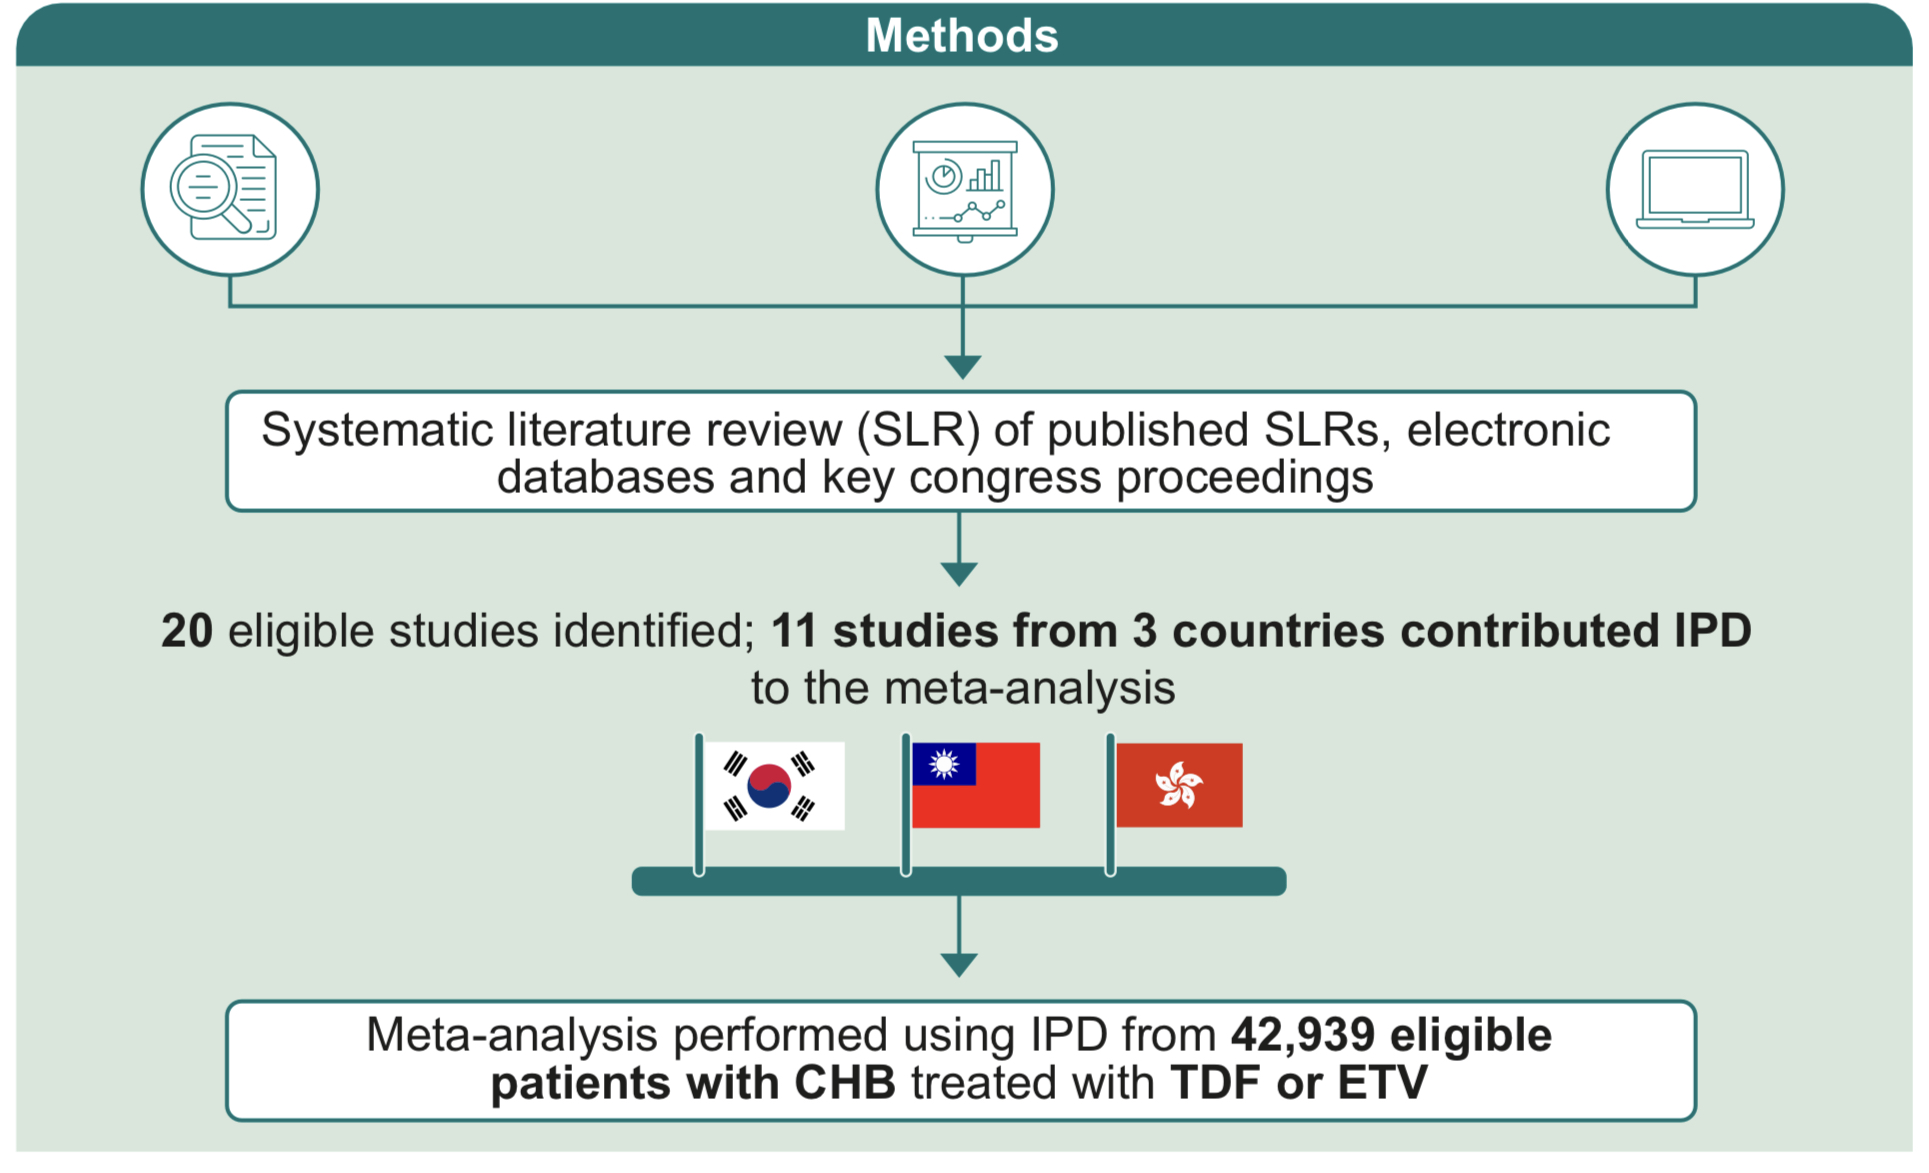 Methods
Systematic literature review (SLR) of published SLRs, electronic
databases and key congress proceedings
20 eligible studies identified; 11 studies from 3 countries contributed IPD
to the meta-analysis
Meta-analysis performed using IPD from 42,939 eligible
patients with CHB treated with TDF or ETV